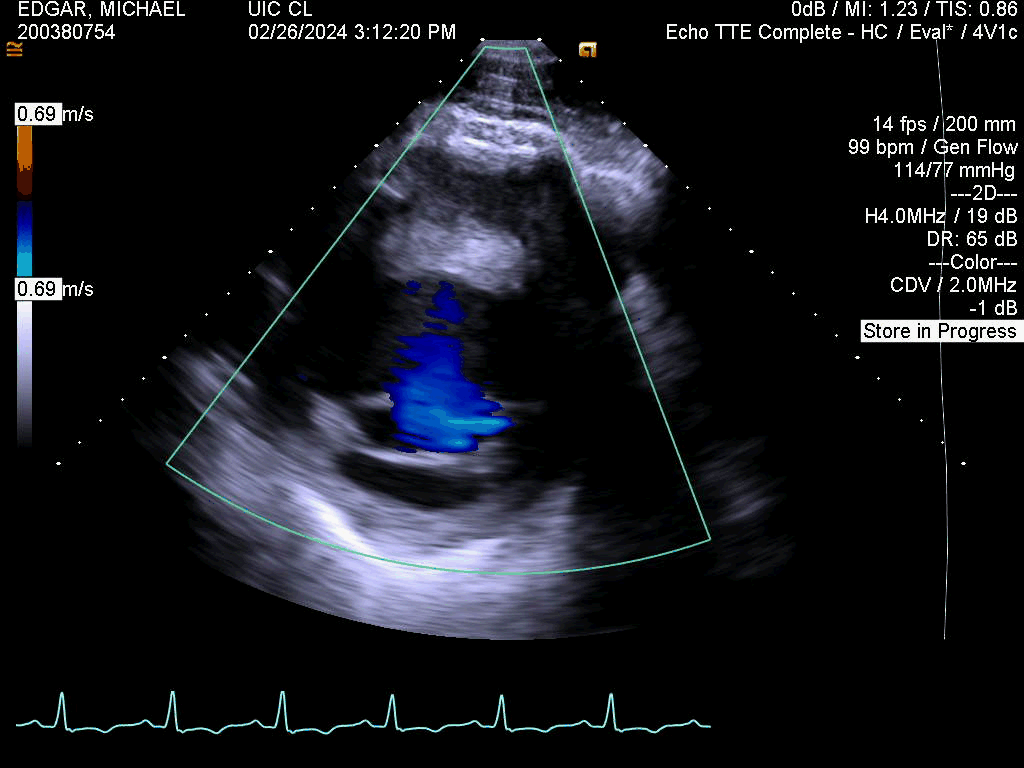 EDGAR, MICHAEL
200380754
UIC CL
02/26/2024 3:12:20 PM
0dB / MI: 1.23 / TIS: 0.86
Echo TTE Complete - HC / Eval* / 4V1c
0.69 m/s
0.69 m/s
14 fps / 200 mm
99 bpm / Gen Flow
114/77 mmHg
---2D---
H4.0MHz / 19 dB
DR: 65 dB
---Color---
CDV / 2.0MHz
-1 dB
Store in Progress